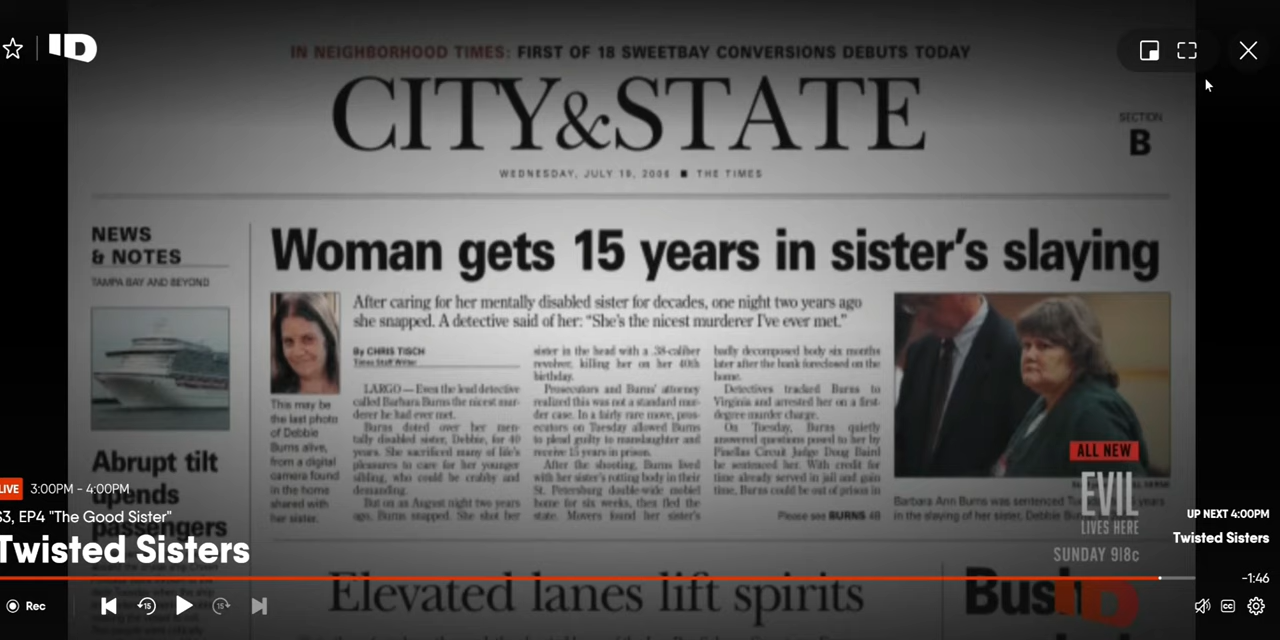 ID
IN NEIGHBORHOOD TIMES: FIRST OF 18 SWEETBAY CONVERSIONS DEBUTS TODAY
CITY&STATE
SECTION
B
WEDNESDAY, JULY 19, 2006 ■ THE TIMES
NEWS
& NOTES
TAMPA BAY AND BEYOND
Abrupt tilt
upends
passengers
Woman gets 15 years in sister's slaying
After caring for her mentally disabled sister for decades, one night two years ago
she snapped. A detective said of her: "She's the nicest murderer I've ever met."
This may be
the last photo
of Debbie
Burns alive,
from a digital
camera found
in the home
shared with
her sister.
By CHRIS TISCH
Times Staff Writer
LARGO — Even the lead detective
called Barbara Burns the nicest mur-
derer he had ever met.
Burns doted over her men-
tally disabled sister, Debbie, for 40
years. She sacrificed many of life's
pleasures to care for her younger
sibling, who could be crabby and
demanding.
But on an August night two years
ago, Burns snapped. She shot her
sister in the head with a .38-caliber
revolver, killing her on her 40th
birthday.
Prosecutors and Burns' attorney
realized this was not a standard mur-
der case. In a fairly rare move, pros-
ecutors on Tuesday allowed Burns
to plead guilty to manslaughter and
receive 15 years in prison.
After the shooting, Burns lived
with her sister's rotting body in their
St. Petersburg double-wide mobile
home for six weeks, then fled the
state. Movers found her sister's
badly decomposed body six months
later after the bank foreclosed on the
home.
Detectives tracked Burns to
Virginia and arrested her on a first-
degree murder charge.
On Tuesday, Burns quietly
answered questions posed to her by
Pinellas Circuit Judge Doug Baird
as he sentenced her. With credit for
time already served in jail and gain
time, Burns could be out of prison in
Please see BURNS 4B
Barbara Ann Burns was sentenced years
in the slaying of her sister, Debbie
Elevated lanes lift spirits
Bush
ALL NEW
EVIL
LIVES HERE
SUNDAY 9|8c
ID
LIVE 3:00PM - 4:00PM
S3, EP4 "The Good Sister"
Twisted Sisters
UP NEXT 4:00PM
Twisted Sisters
-1:46
Rec
15
15
CC